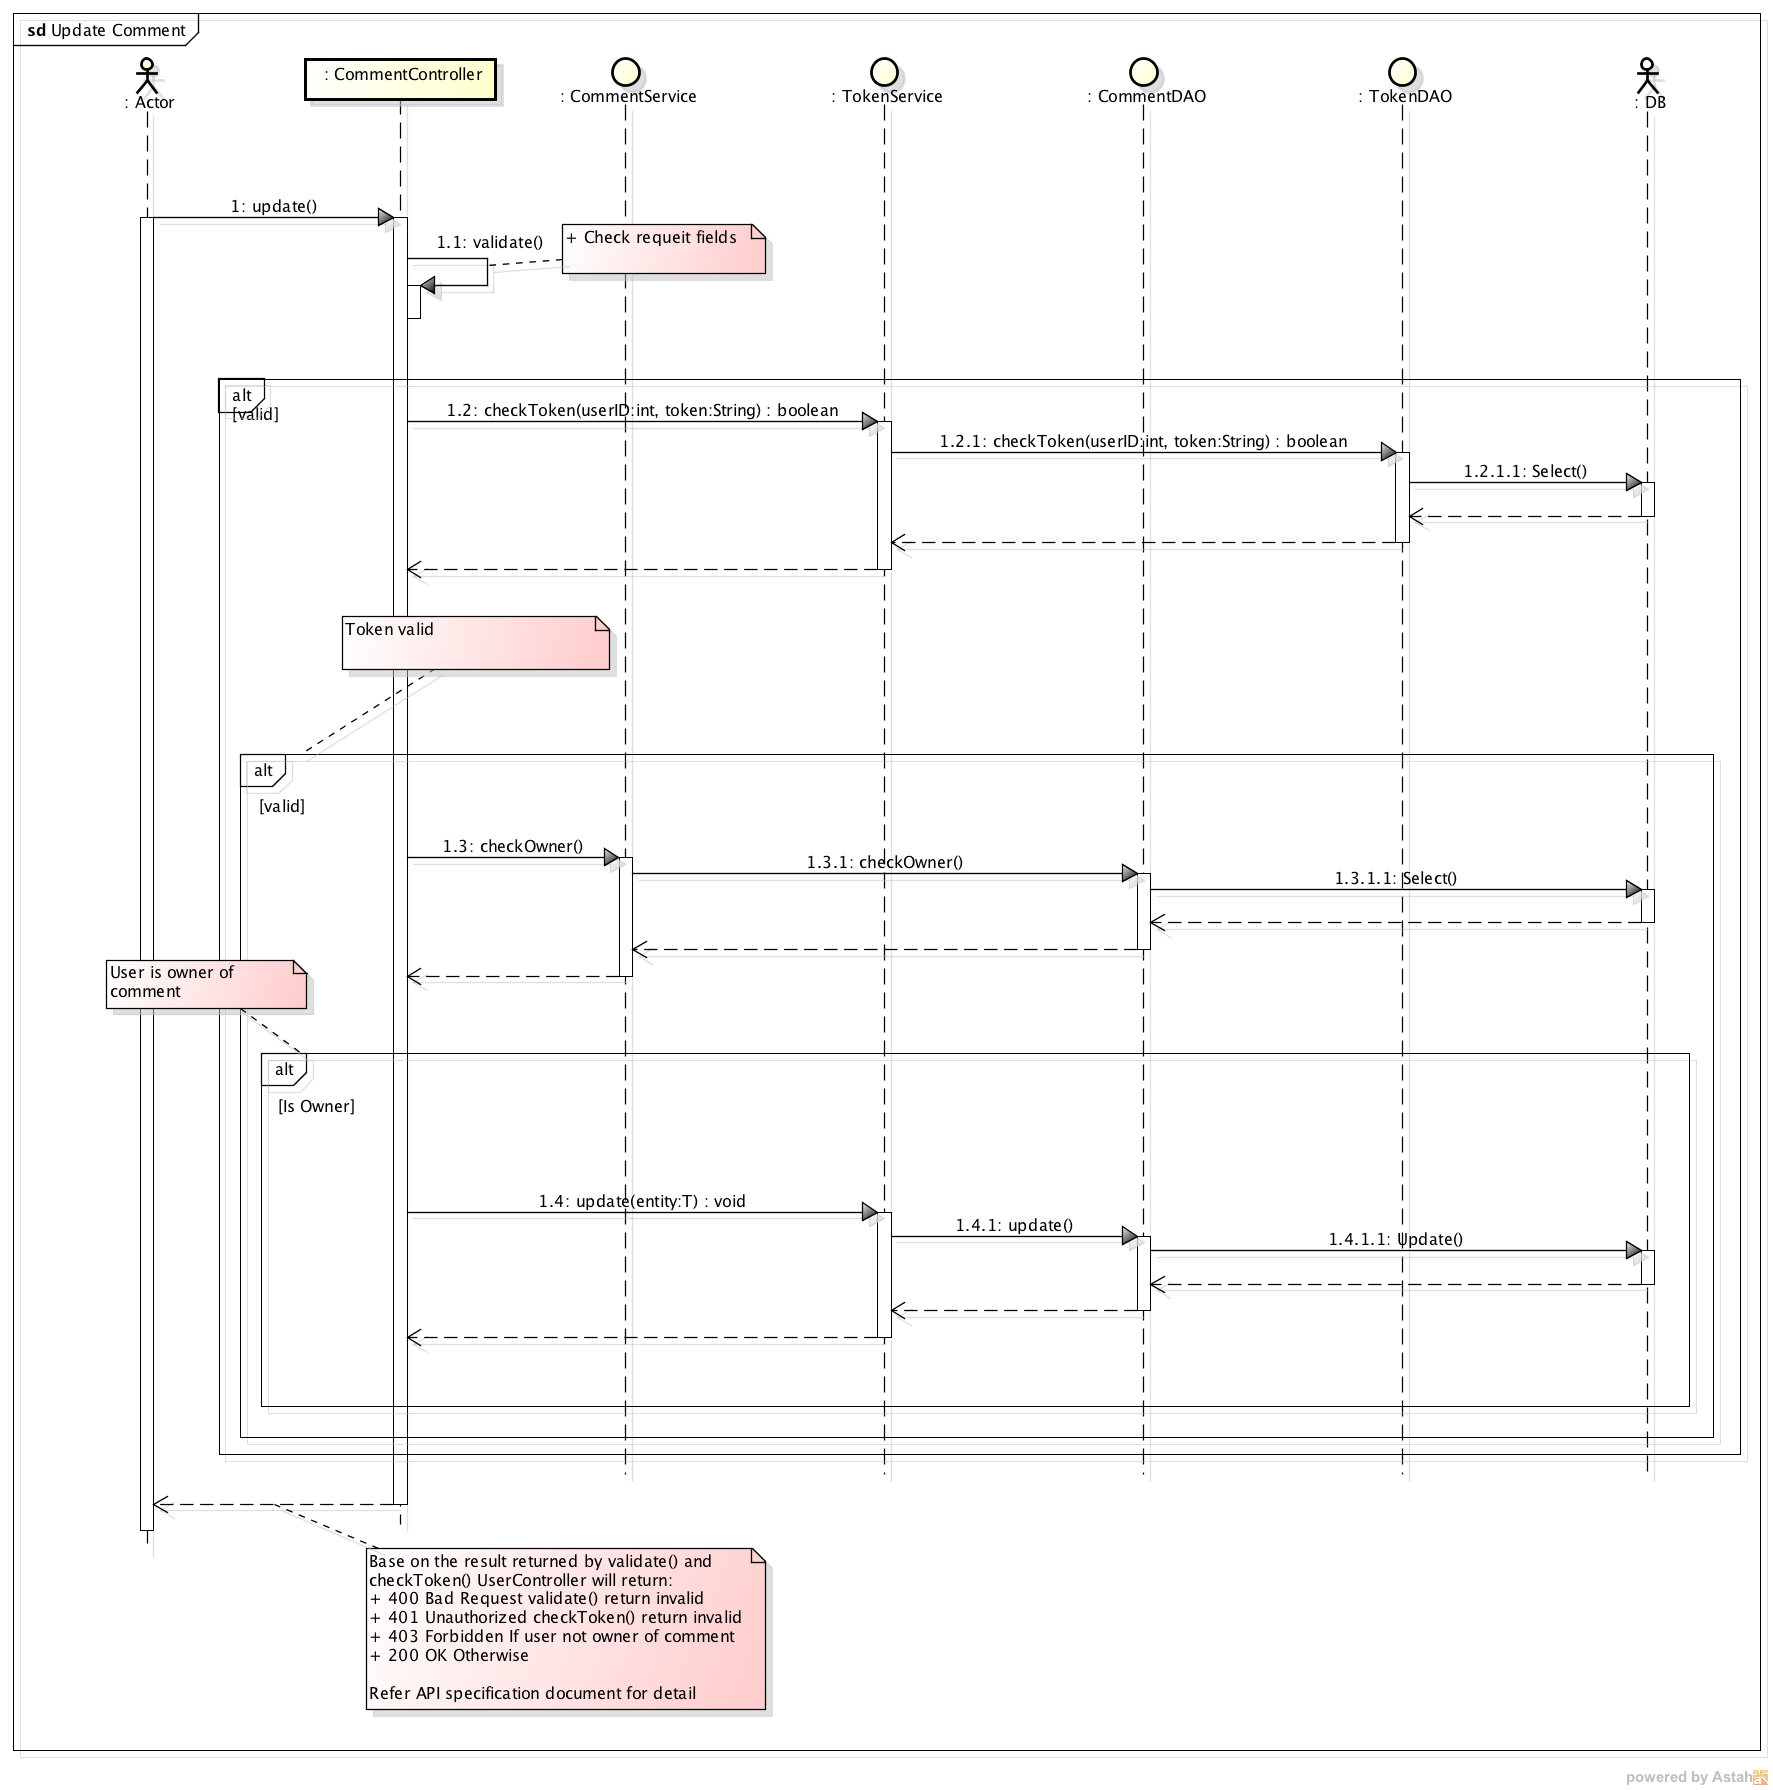 sd Update Comment
: Actor
: CommentController
: CommentService
: TokenService
: CommentDAO
: TokenDAO
: DB
1: update()
1.1: validate()
+ Check requeit fields
alt
[valid]
1.2: checkToken(userID:int, token:String) : boolean
1.2.1: checkToken(userID:int, token:String) : boolean
1.2.1.1: Select()
Token valid
alt
[valid]
1.3: checkOwner()
1.3.1: checkOwner()
1.3.1.1: Select()
User is owner of
comment
alt
[Is Owner]
1.4: update(entity:T) : void
1.4.1: update()
1.4.1.1: Update()
Base on the result returned by validate() and
checkToken() UserController will return:
+ 400 Bad Request validate() return invalid
+ 401 Unauthorized checkToken() return invalid
+ 403 Forbidden If user not owner of comment
+ 200 OK Otherwise
Refer API specification document for detail
powered by Astah